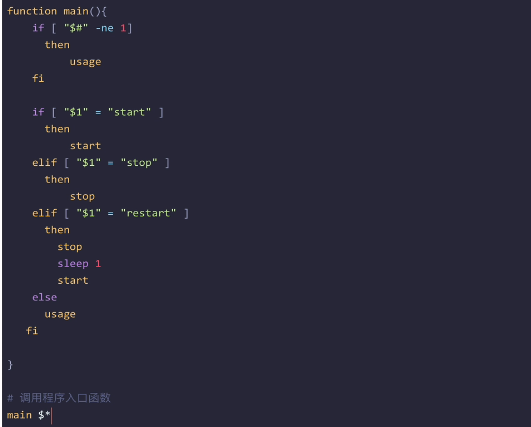 function main(){
if [ "$#" -ne 1]
then
usage
fi
if [ "$1" = "start" ]
then
start
elif [ "$1" = "stop" ]
then
stop
elif [ "$1" = "restart" ]
then
stop
sleep 1
start
else
usage
fi
}
# 调用程序入口函数
main $*